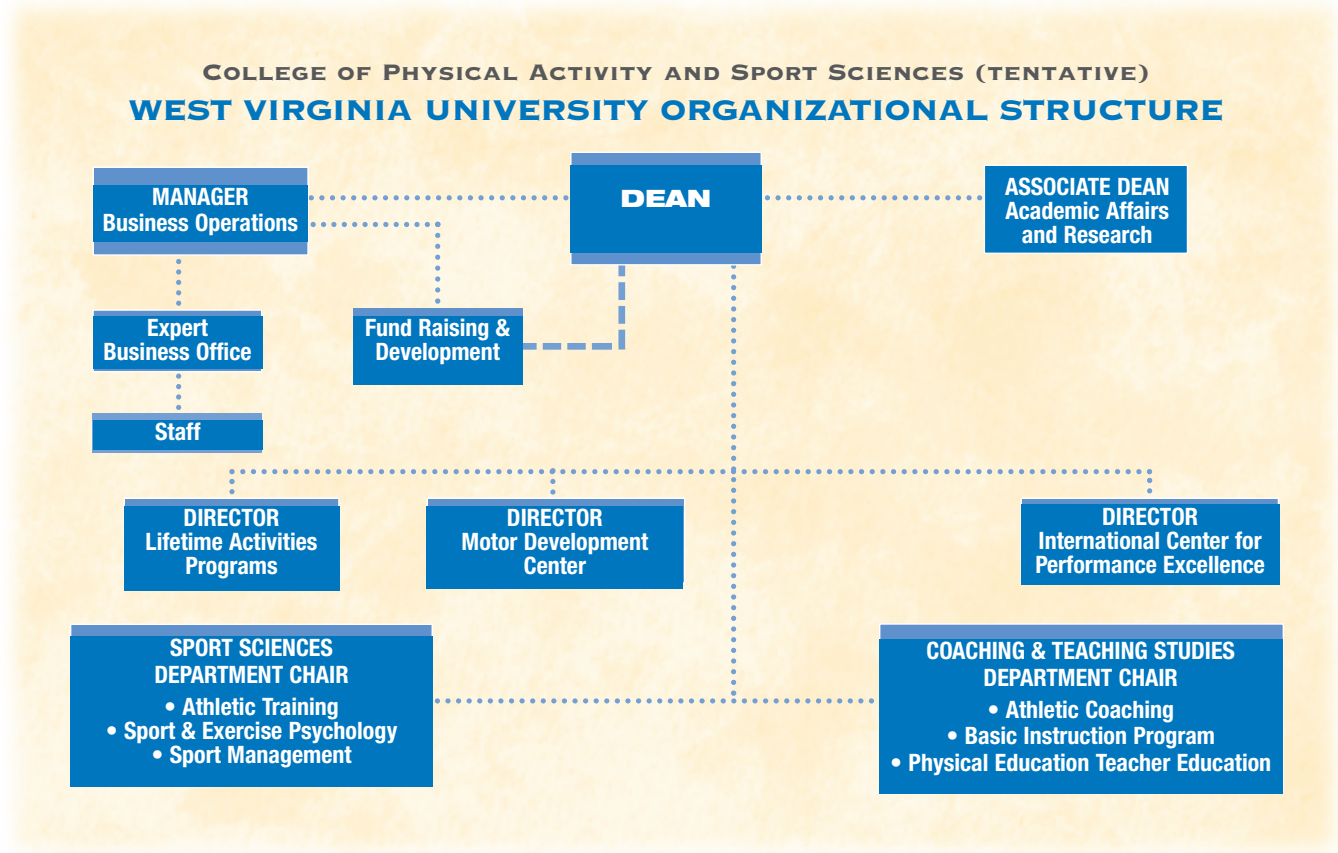 COLLEGE OF PHYSICAL ACTIVITY AND SPORT SCIENCES (TENTATIVE)
WEST VIRGINIA UNIVERSITY ORGANIZATIONAL STRUCTURE
MANAGER
Business Operations
DEAN
ASSOCIATE DEAN
Academic Affairs
and Research
Expert
Business Office
Fund Raising &
Development
Staff
DIRECTOR
Lifetime Activities
Programs
DIRECTOR
Motor Development
Center
DIRECTOR
International Center for
Performance Excellence
SPORT SCIENCES
DEPARTMENT CHAIR
• Athletic Training
• Sport & Exercise Psychology
• Sport Management
COACHING & TEACHING STUDIES
DEPARTMENT CHAIR
• Athletic Coaching
• Basic Instruction Program
• Physical Education Teacher Education